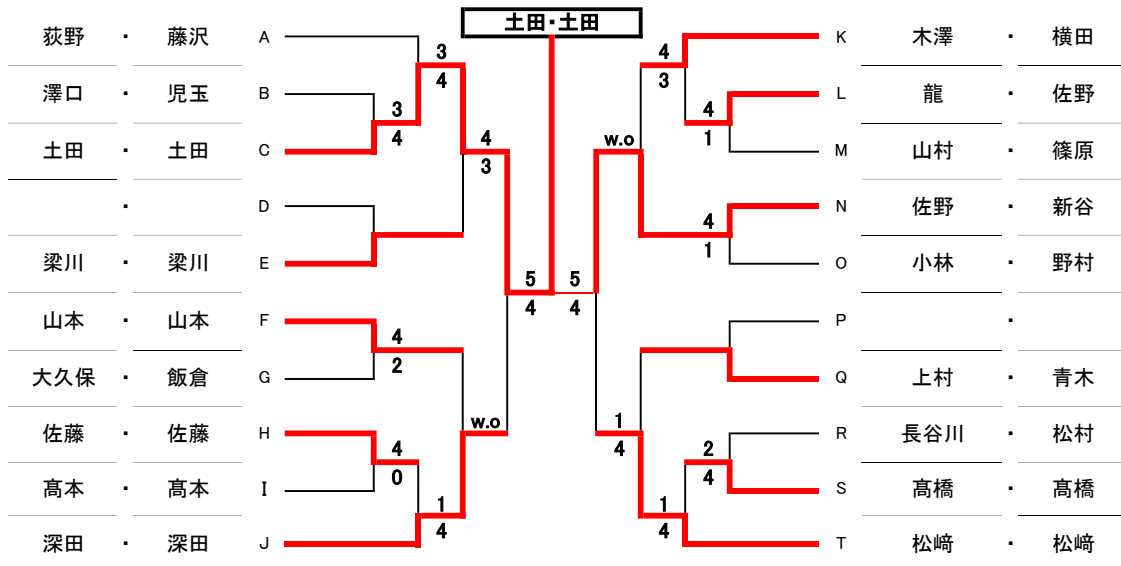 土田・土田
荻野 ・ 藤沢 A
澤口 ・ 児玉 B
土田 ・ 土田 C
・ D
梁川 ・ 梁川 E
山本 ・ 山本 F
大久保 ・ 飯倉 G
佐藤 ・ 佐藤 H
髙本 ・ 髙本 I
深田 ・ 深田 J
3
4
3
4
4
3
4
2
w.o
4
0
1
4
5
4
5
4
4
3
4
1
w.o
4
1
1
4
2
4
1
4
K 木澤 ・ 横田
L 龍 ・ 佐野
M 山村 ・ 篠原
N 佐野 ・ 新谷
O 小林 ・ 野村
P ・
Q 上村 ・ 青木
R 長谷川 ・ 松村
S 髙橋 ・ 髙橋
T 松﨑 ・ 松﨑